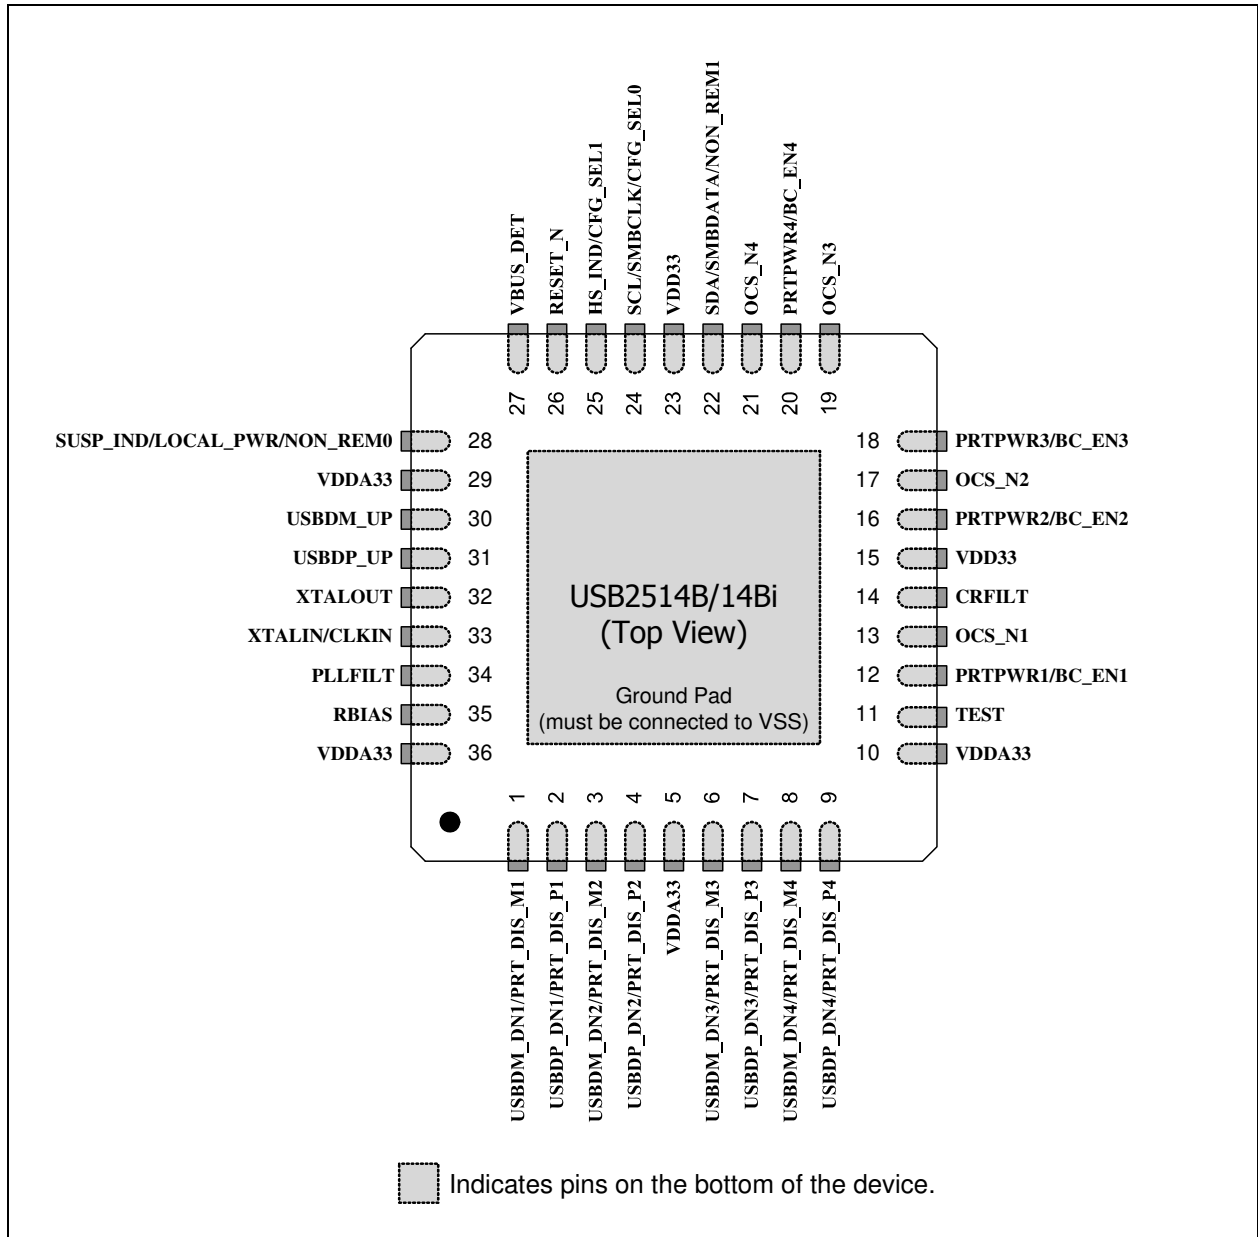 VBUS_DET
RESET_N
HS_IND/CFG_SEL1
SCL/SMBCLK/CFG_SEL0
VDD33
SDA/SMBDATA/NON_REM1
OCS_N4
PRTPWR4/BC_EN4
OCS_N3
27
26
25
24
23
22
21
20
19
SUSP_IND/LOCAL_PWR/NON_REM0 28
VDDA33 29
USBDM_UP 30
USBDP_UP 31
XTALOUT 32
XTALIN/CLKIN 33
PLLFILT 34
RBIAS 35
VDDA33 36
18 PRTPWR3/BC_EN3
17 OCS_N2
16 PRTPWR2/BC_EN2
15 VDD33
14 CRFILT
13 OCS_N1
12 PRTPWR1/BC_EN1
11 TEST
10 VDDA33
USB2514B/14Bi
(Top View)
Ground Pad
(must be connected to VSS)
1
2
3
4
5
6
7
8
9
USBDM_DN1/PRT_DIS_M1
USBDP_DN1/PRT_DIS_P1
USBDM_DN2/PRT_DIS_M2
USBDP_DN2/PRT_DIS_P2
VDDA33
USBDM_DN3/PRT_DIS_M3
USBDP_DN3/PRT_DIS_P3
USBDM_DN4/PRT_DIS_M4
USBDP_DN4/PRT_DIS_P4
Indicates pins on the bottom of the device.